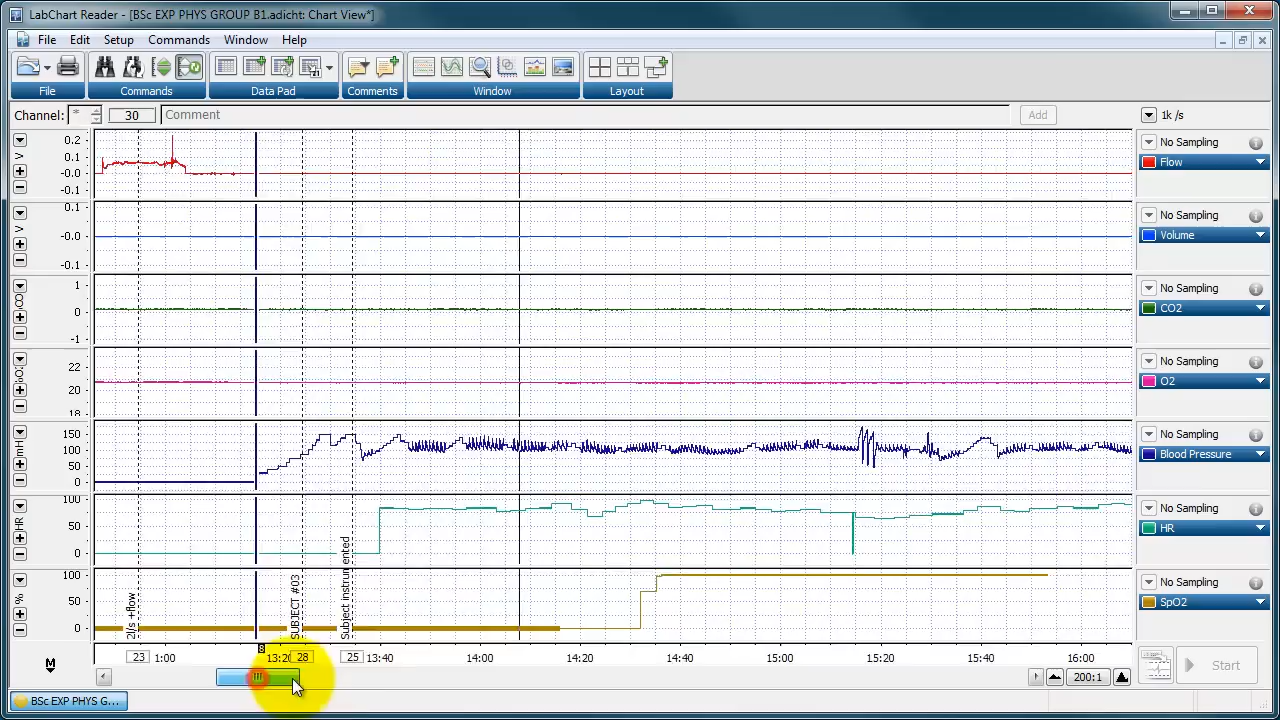 LabChart Reader - [BSc EXP PHYS GROUP B1.adicht: Chart View*]
File Edit Setup Commands Window Help
File Commands Data Pad Comments Window Layout
Channel: * 30 Comment Add 1k /s
0.2
0.1
-0.0
-0.1
No Sampling
Flow
0.1
-0.0
-0.1
No Sampling
Volume
1
0
-1
No Sampling
CO2
22
20
18
No Sampling
O2
150
100
50
0
No Sampling
Blood Pressure
HR
100
50
0
No Sampling
HR
%
100
50
0
No Sampling
SpO2
2l/s +flow
SUBJECT #03
Subject instrumented
8
23 1:00 13:20 28 25 13:40 14:00 14:20 14:40 15:00 15:20 15:40 16:00
M
200:1
Start
BSc EXP PHYS G...